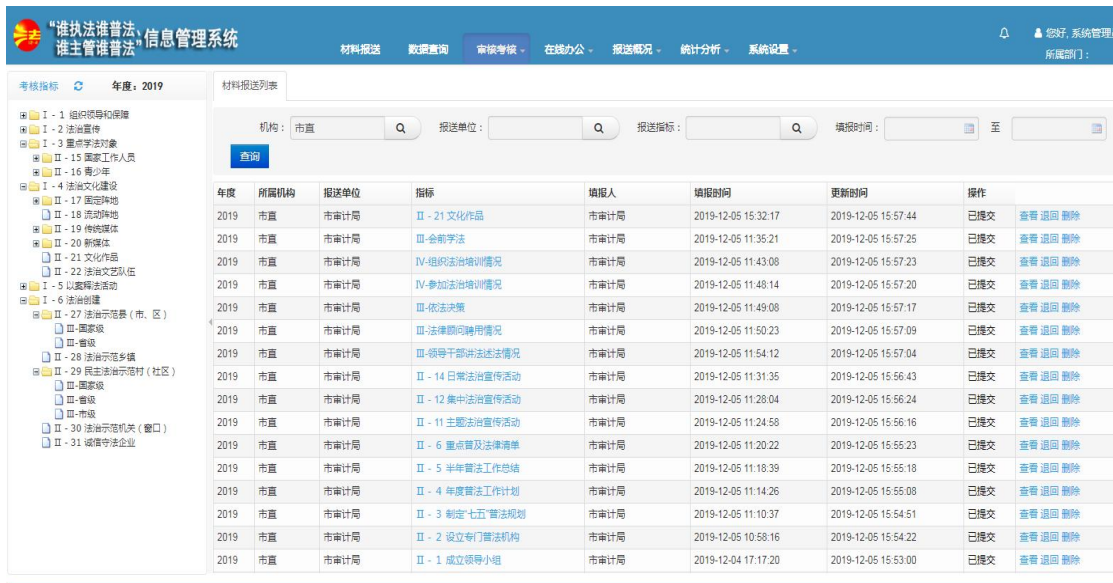 “谁执法谁普法、
谁主管谁普法”信息管理系统
材料报送 数据查询 审核考核 在线办公 报送概况 统计分析 系统设置
您好, 系统管理
所属部门：
考核指标 年度：2019
材料报送列表
机构： 市直 报送单位： 报送指标： 填报时间： 至
查询
I - 1 组织领导和保障
I - 2 法治宣传
I - 3 重点学法对象
II - 15 国家工作人员
II - 16 青少年
I - 4 法治文化建设
II - 17 固定阵地
II - 18 流动阵地
II - 19 传统媒体
II - 20 新媒体
II - 21 文化作品
II - 22 法治文艺队伍
I - 5 以案释法活动
I - 6 法治创建
II - 27 法治示范县（市、区）
III-国家级
III-省级
II - 28 法治示范乡镇
II - 29 民主法治示范村（社区）
III-国家级
III-省级
III-市级
II - 30 法治示范机关（窗口）
II - 31 诚信守法企业
年度 所属机构 报送单位 指标 填报人 填报时间 更新时间 操作
2019 市直 市审计局 II - 21 文化作品 市审计局 2019-12-05 15:32:17 2019-12-05 15:57:44 已提交 查看 退回 删除
2019 市直 市审计局 III-会前学法 市审计局 2019-12-05 11:35:21 2019-12-05 15:57:25 已提交 查看 退回 删除
2019 市直 市审计局 IV-组织法治培训情况 市审计局 2019-12-05 11:43:08 2019-12-05 15:57:23 已提交 查看 退回 删除
2019 市直 市审计局 IV-参加法治培训情况 市审计局 2019-12-05 11:48:14 2019-12-05 15:57:20 已提交 查看 退回 删除
2019 市直 市审计局 III-依法决策 市审计局 2019-12-05 11:49:08 2019-12-05 15:57:17 已提交 查看 退回 删除
2019 市直 市审计局 III-法律顾问聘用情况 市审计局 2019-12-05 11:50:23 2019-12-05 15:57:09 已提交 查看 退回 删除
2019 市直 市审计局 III-领导干部讲法述法情况 市审计局 2019-12-05 11:54:12 2019-12-05 15:57:04 已提交 查看 退回 删除
2019 市直 市审计局 II - 14 日常法治宣传活动 市审计局 2019-12-05 11:31:35 2019-12-05 15:56:43 已提交 查看 退回 删除
2019 市直 市审计局 II - 12 集中法治宣传活动 市审计局 2019-12-05 11:28:04 2019-12-05 15:56:24 已提交 查看 退回 删除
2019 市直 市审计局 II - 11 主题法治宣传活动 市审计局 2019-12-05 11:24:58 2019-12-05 15:56:16 已提交 查看 退回 删除
2019 市直 市审计局 II - 6 重点普及法律清单 市审计局 2019-12-05 11:20:22 2019-12-05 15:55:23 已提交 查看 退回 删除
2019 市直 市审计局 II - 5 半年普法工作总结 市审计局 2019-12-05 11:18:39 2019-12-05 15:55:18 已提交 查看 退回 删除
2019 市直 市审计局 II - 4 年度普法工作计划 市审计局 2019-12-05 11:14:26 2019-12-05 15:55:08 已提交 查看 退回 删除
2019 市直 市审计局 II - 3 制定“七五”普法规划 市审计局 2019-12-05 11:10:37 2019-12-05 15:54:51 已提交 查看 退回 删除
2019 市直 市审计局 II - 2 设立专门普法机构 市审计局 2019-12-05 10:58:16 2019-12-05 15:54:22 已提交 查看 退回 删除
2019 市直 市审计局 II - 1 成立领导小组 市审计局 2019-12-04 17:17:20 2019-12-05 15:53:00 已提交 查看 退回 删除